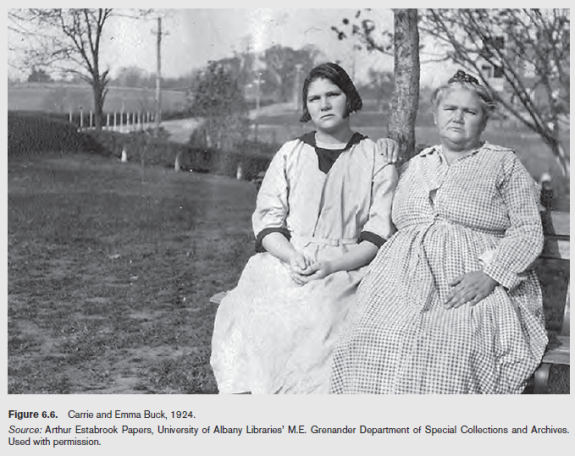 Figure 6.6. Carrie and Emma Buck, 1924.
Source: Arthur Estabrook Papers, University of Albany Libraries' M.E. Grenander Department of Special Collections and Archives.
Used with permission.